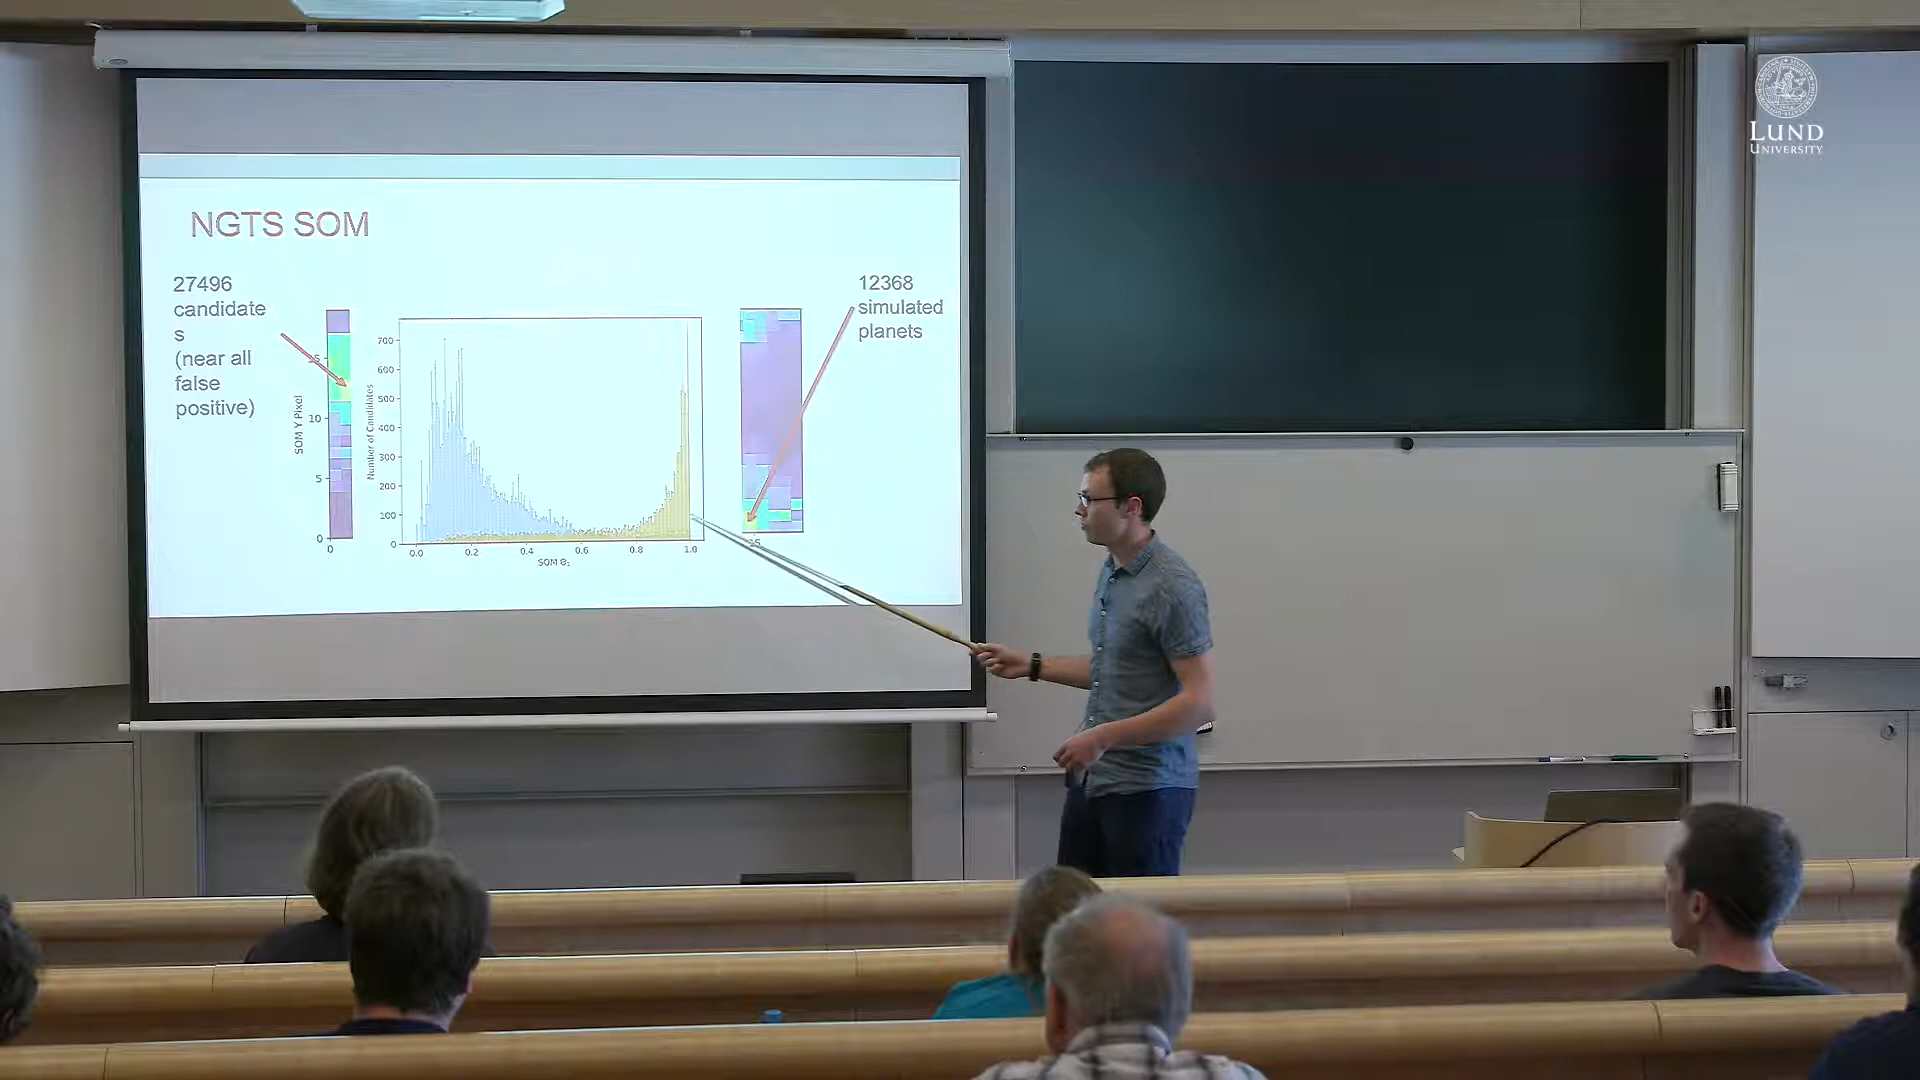 LUND
UNIVERSITY
NGTS SOM
27496
candidate
s
(near all
false
positive)
12368
simulated
planets
SOM Y Pixel
15
10
5
0
0
Number of Candidates
700
600
500
400
300
200
100
0
0.0 0.2 0.4 0.6 0.8 1.0